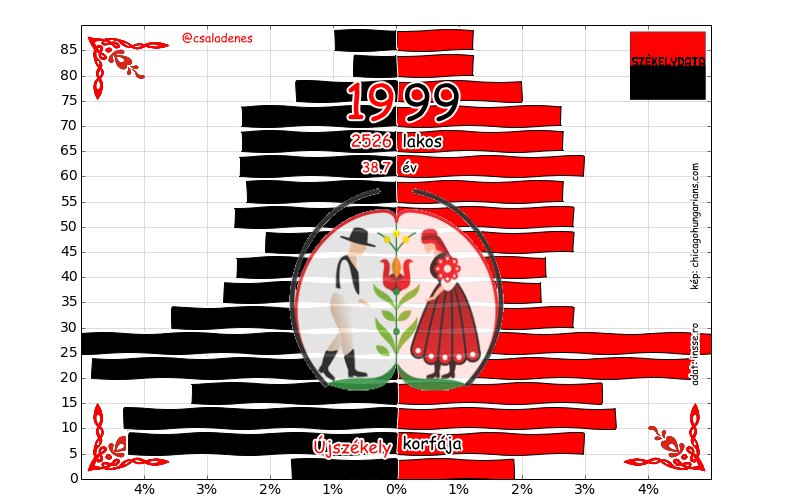 @csaladenes
SZÉKELYDATA
1999
2526 lakos
38.7 év
kép: chicagohungarians.com
adat: insse.ro
Újszékely korfája
85
80
75
70
65
60
55
50
45
40
35
30
25
20
15
10
5
0
4% 3% 2% 1% 0% 1% 2% 3% 4%